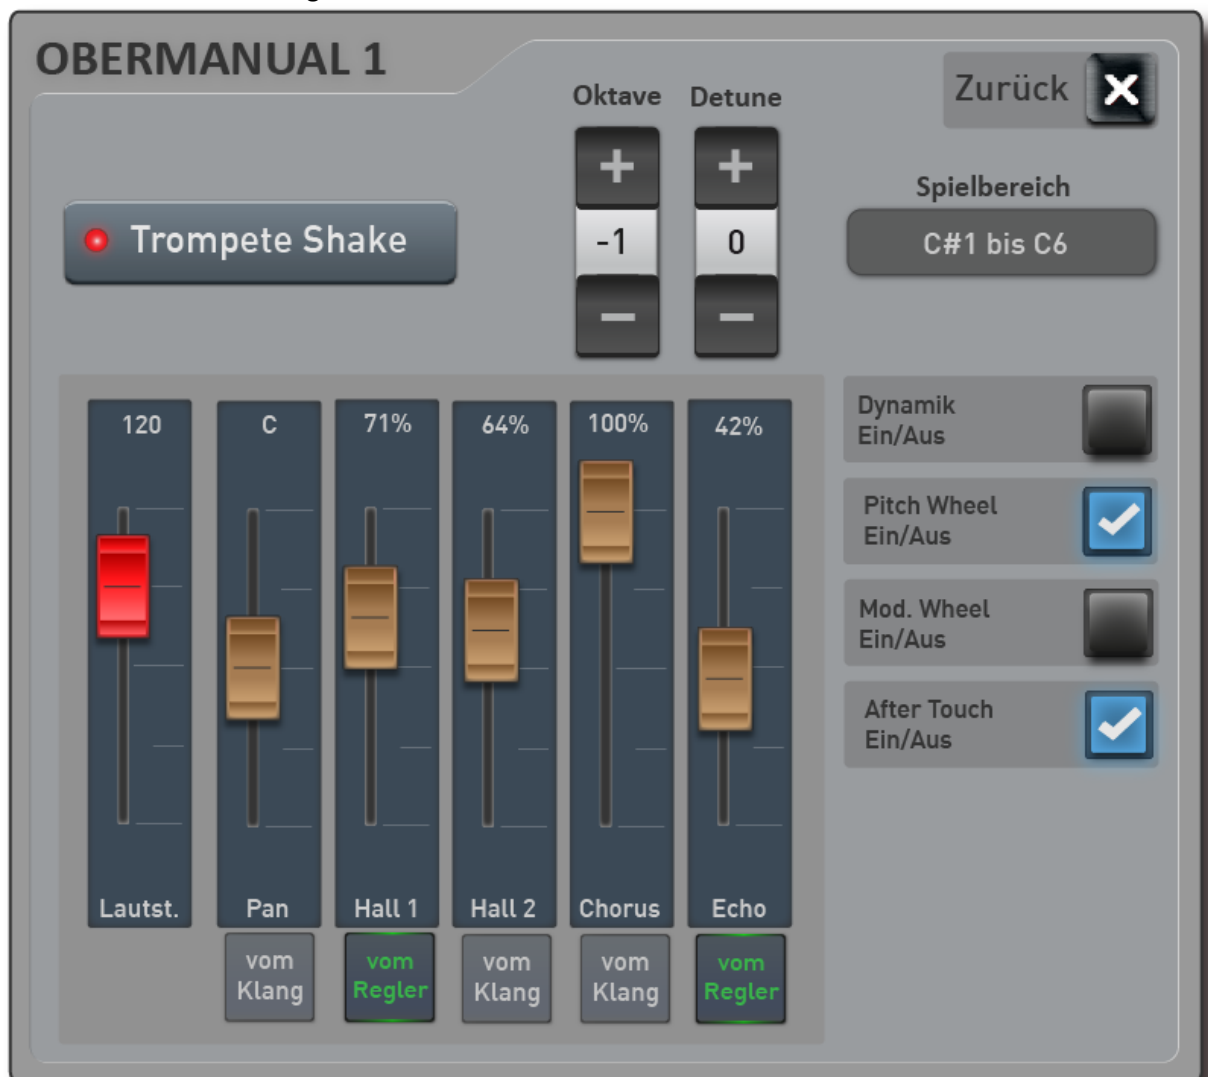 OBERMANUAL 1
Oktave Detune
Zurück
Trompete Shake
+ +
-1 0
− −
Spielbereich
C#1 bis C6
120 C 71% 64% 100% 42%
Lautst. Pan Hall 1 Hall 2 Chorus Echo
vom vom vom vom vom
Klang Regler Klang Klang Regler
Dynamik
Ein/Aus
Pitch Wheel
Ein/Aus
Mod. Wheel
Ein/Aus
After Touch
Ein/Aus